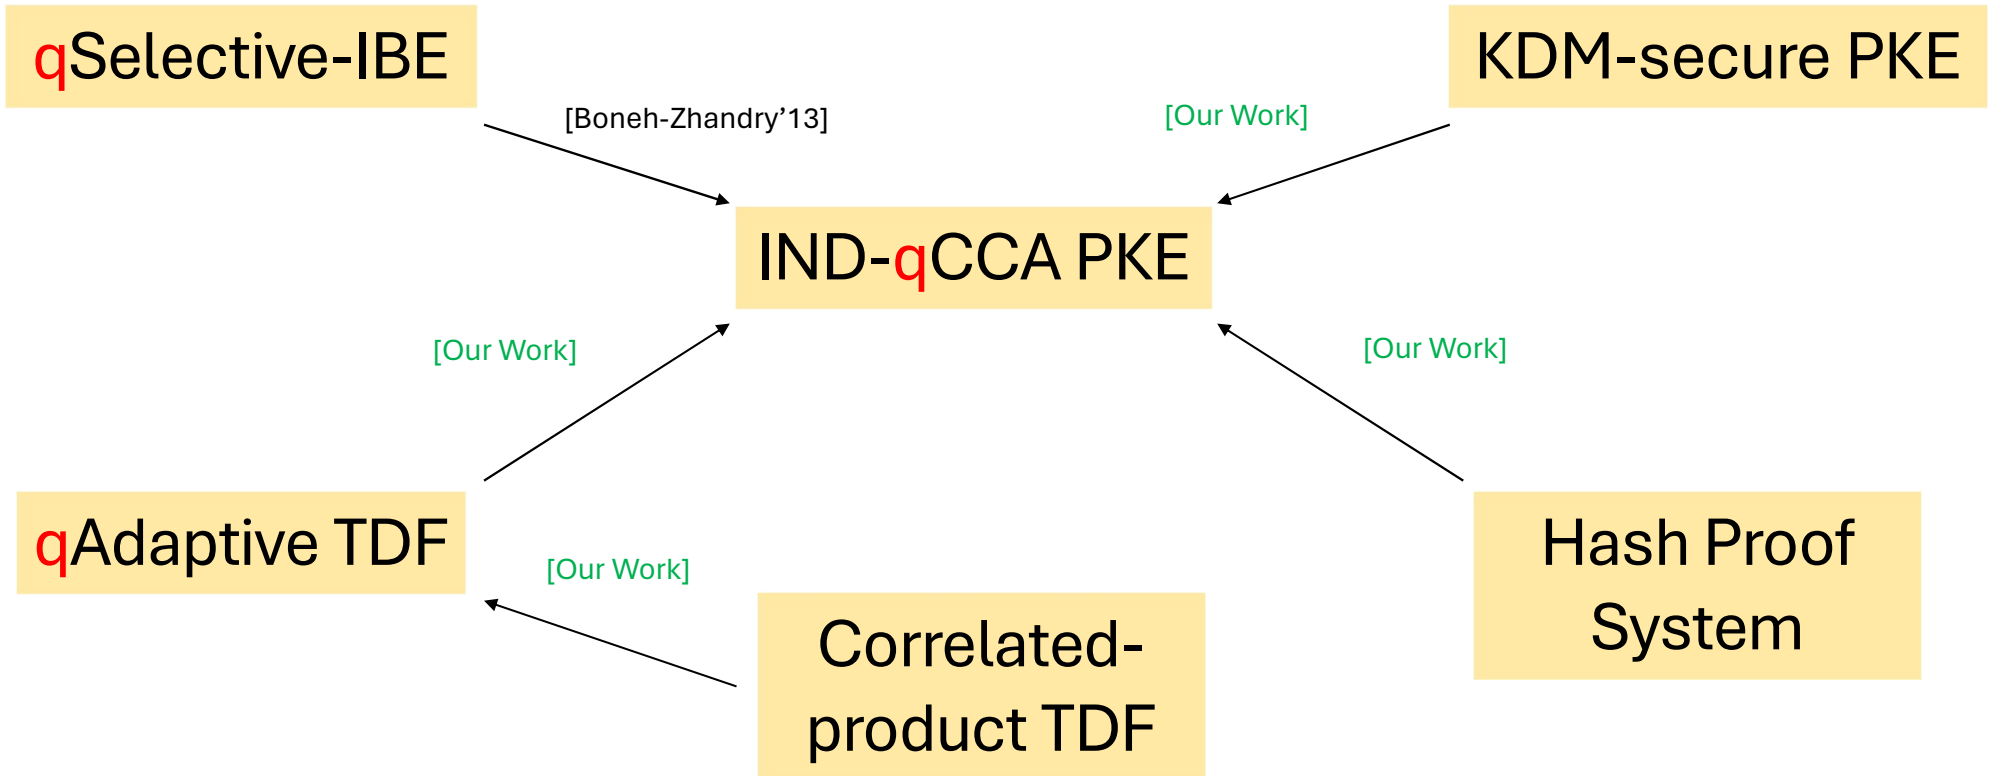 qSelective-IBE
KDM-secure PKE
[Boneh-Zhandry’13]
[Our Work]
IND-qCCA PKE
[Our Work]
[Our Work]
qAdaptive TDF
[Our Work]
Hash Proof
System
Correlated-
product TDF